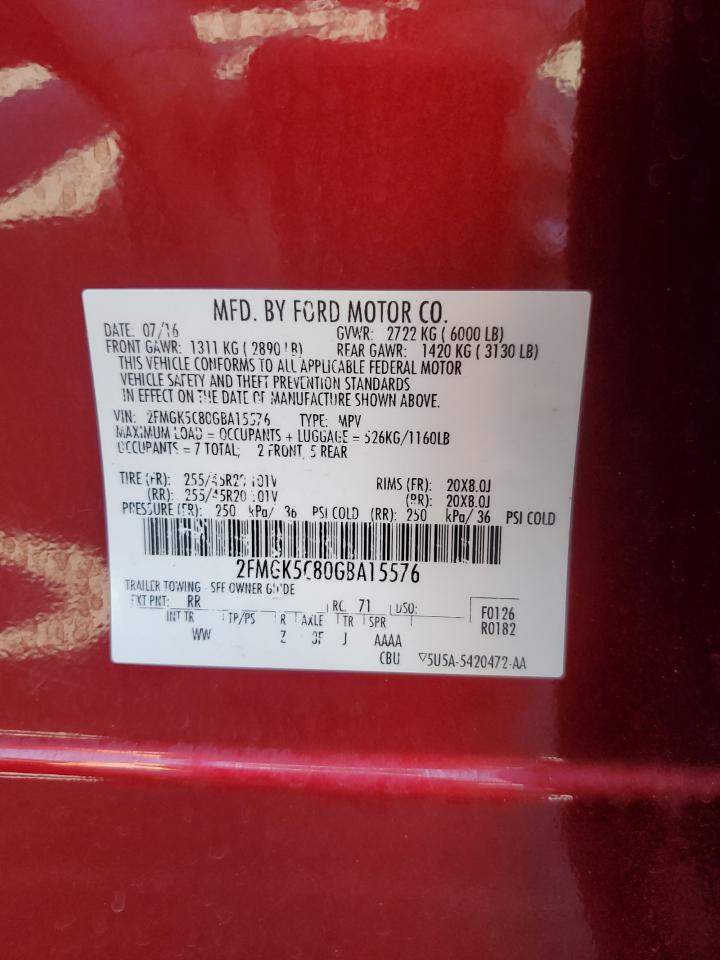 MFD. BY FORD MOTOR CO.
DATE: 07/16 GVWR: 2722 KG ( 6000 LB)
FRONT GAWR: 1311 KG ( 2890 LB) REAR GAWR: 1420 KG ( 3130 LB)
THIS VEHICLE CONFORMS TO ALL APPLICABLE FEDERAL MOTOR
VEHICLE SAFETY AND THEFT PREVENTION STANDARDS
IN EFFECT ON THE DATE OF MANUFACTURE SHOWN ABOVE.
VIN: 2FMGK5C80GBA15576 TYPE: MPV
MAXIMUM LOAD = OCCUPANTS + LUGGAGE = 526KG/1160LB
OCCUPANTS = 7 TOTAL; 2 FRONT, 5 REAR
TIRE (FR): 255/45R20 101V RIMS (FR): 20X8.0J
(RR): 255/45R20 101V (RR): 20X8.0J
PRESSURE (FR): 250 kPa/ 36 PSI COLD (RR): 250 kPa/ 36 PSI COLD
2FMGK5C80GBA15576
TRAILER TOWING - SEE OWNER GUIDE
EXT PNT: RR RC: 71 DSO: F0126
INT TR TP/PS R AXLE TR SPR R0182
WW Z 3F J AAAA
CBU ▽5U5A-5420472-AA